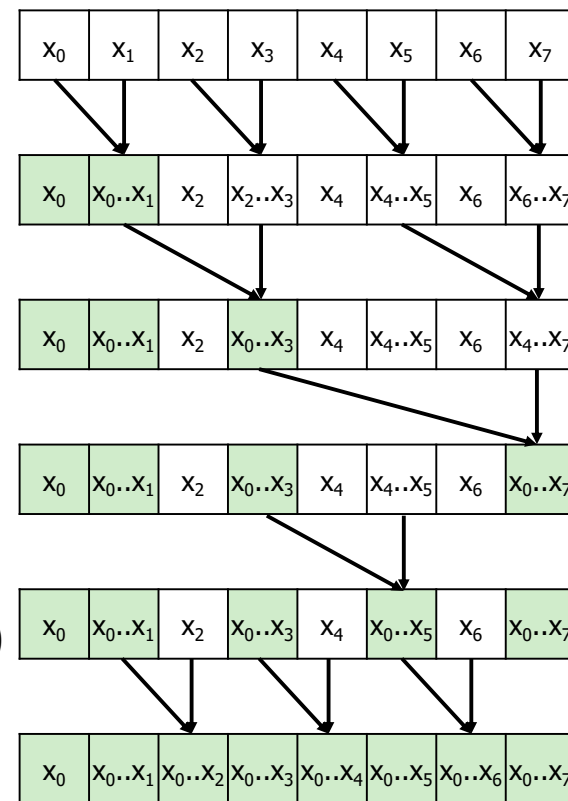 x₀ x₁ x₂ x₃ x₄ x₅ x₆ x₇
x₀ x₀..x₁ x₂ x₂..x₃ x₄ x₄..x₅ x₆ x₆..x₇
x₀ x₀..x₁ x₂ x₀..x₃ x₄ x₄..x₅ x₆ x₄..x₇
x₀ x₀..x₁ x₂ x₀..x₃ x₄ x₄..x₅ x₆ x₀..x₇
) x₀ x₀..x₁ x₂ x₀..x₃ x₄ x₀..x₅ x₆ x₀..x₇
x₀ x₀..x₁ x₀..x₂ x₀..x₃ x₀..x₄ x₀..x₅ x₀..x₆ x₀..x₇